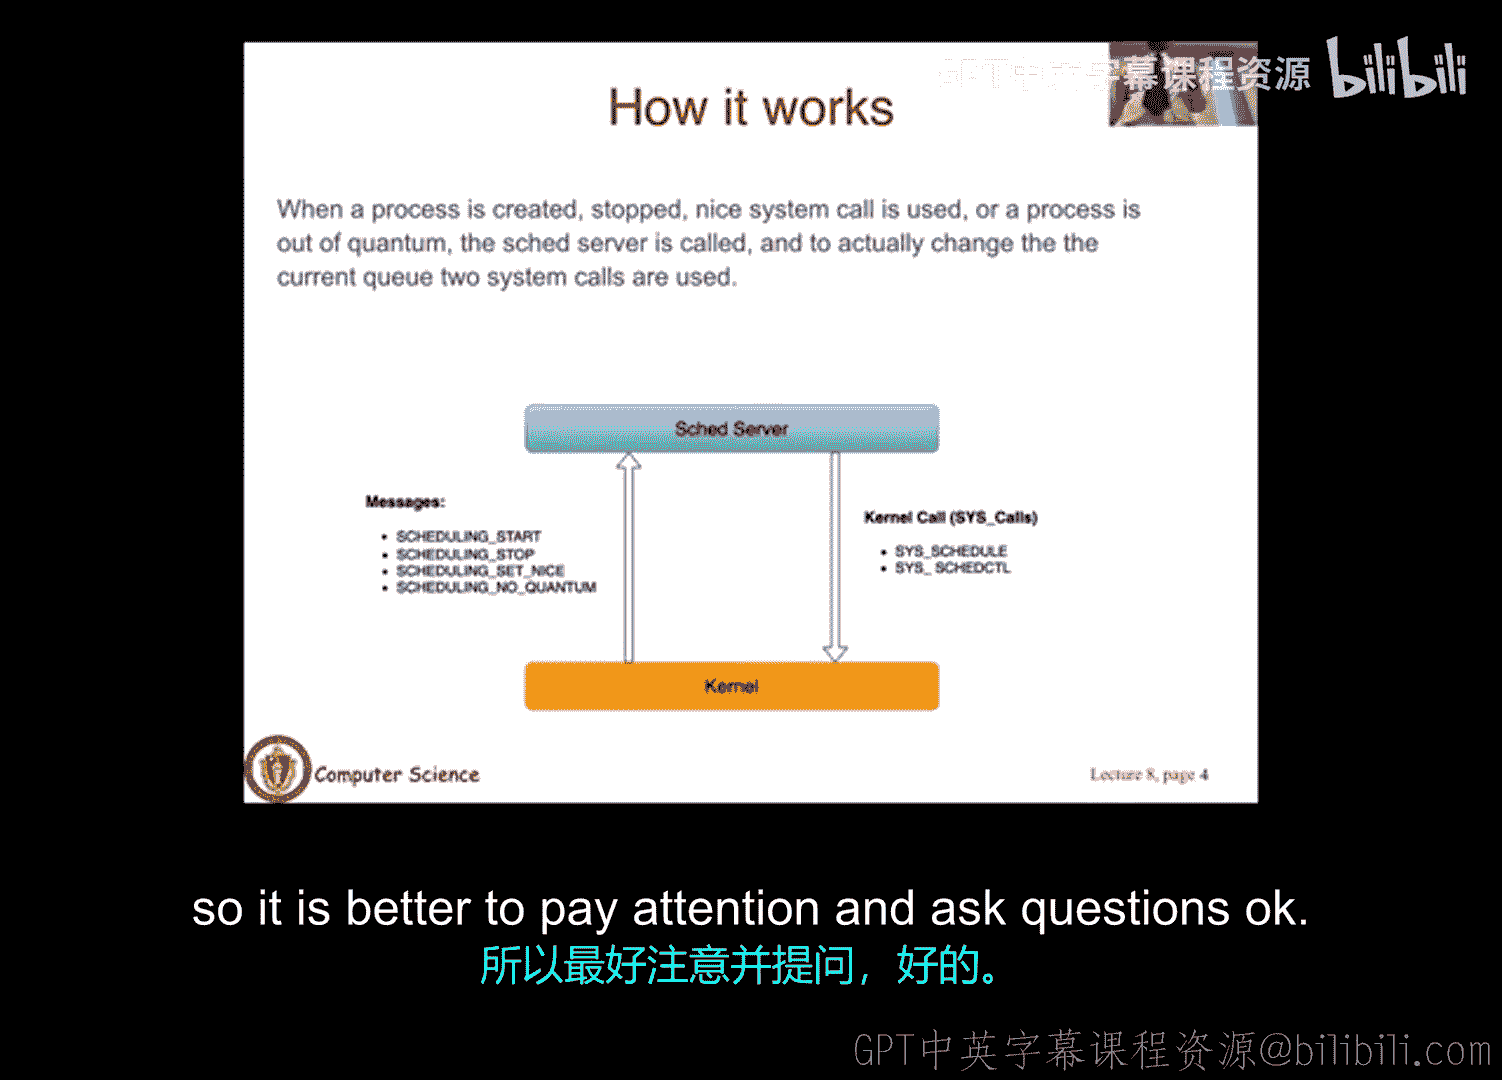 How it works
字幕课程资源 bilibili
When a process is created, stopped, nice system call is used, or a process is
out of quantum, the sched server is called, and to actually change the the
current queue two system calls are used.
Sched Server
Messages:
• SCHEDULING_START
• SCHEDULING_STOP
• SCHEDULING_SET_NICE
• SCHEDULING_NO_QUANTUM
Kernel Call (SYS_Calls)
• SYS_SCHEDULE
• SYS_ SCHEDCTL
Kernel
Computer Science
Lecture 8, page 4
so it is better to pay attention and ask questions ok.
所以最好注意并提问，好的。
GPT中英字幕课程资源@bilibili.com